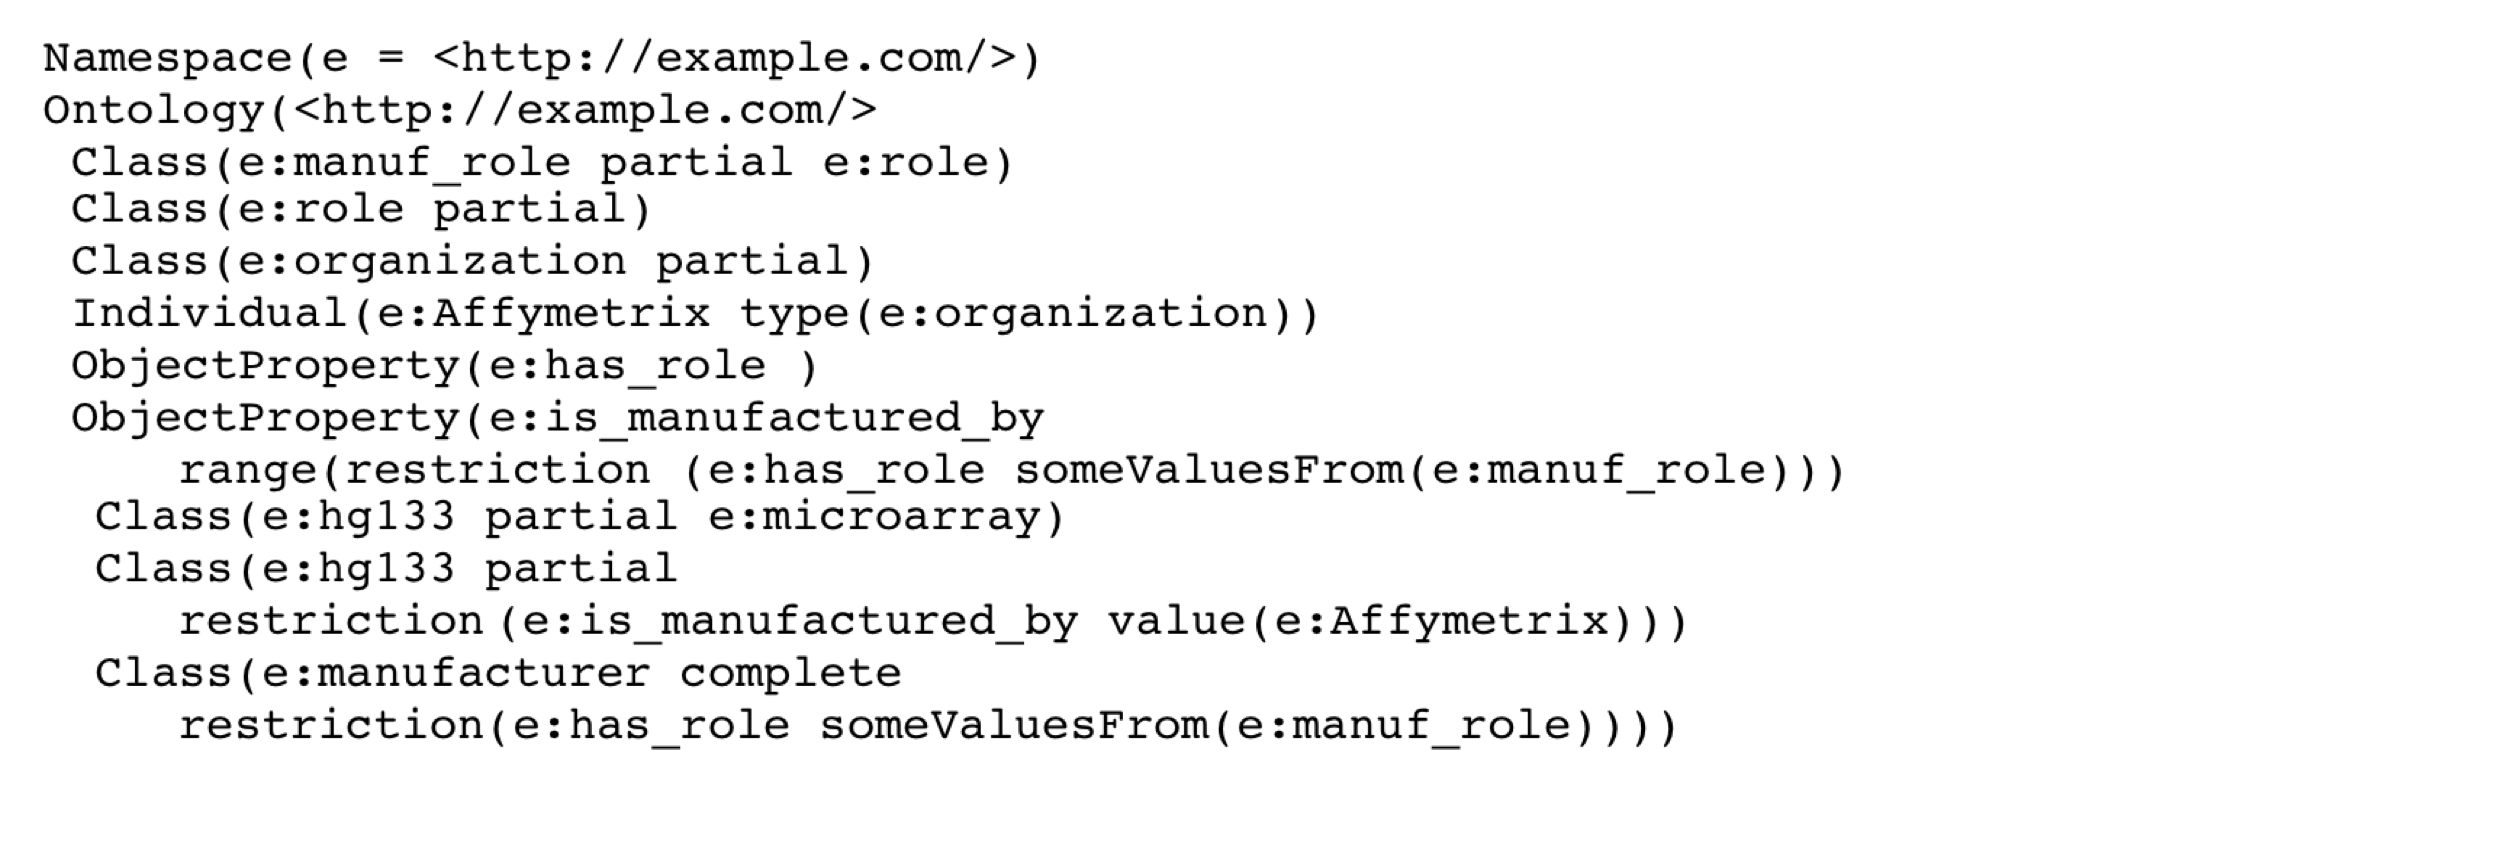 Namespace(e = <http://example.com/>)
Ontology(<http://example.com/>
Class(e:manuf_role partial e:role)
Class(e:role partial)
Class(e:organization partial)
Individual(e:Affymetrix type(e:organization))
ObjectProperty(e:has_role )
ObjectProperty(e:is_manufactured_by
range(restriction (e:has_role someValuesFrom(e:manuf_role)))
Class(e:hg133 partial e:microarray)
Class(e:hg133 partial
restriction (e:is_manufactured_by value(e:Affymetrix)))
Class(e:manufacturer complete
restriction(e:has_role someValuesFrom(e:manuf_role))))